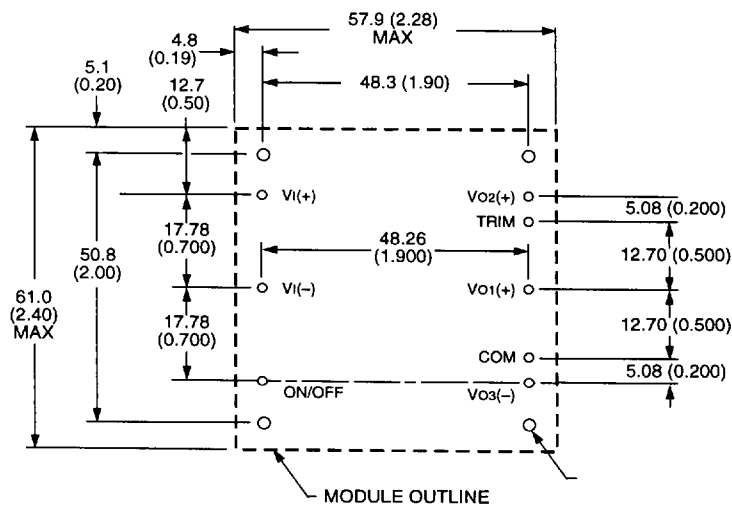 57.9 (2.28)
MAX
4.8
(0.19)
48.3 (1.90)
5.1
(0.20)
12.7
(0.50)
VI(+)
VO2(+)
5.08 (0.200)
TRIM
17.78
(0.700)
48.26
(1.900)
12.70 (0.500)
50.8
(2.00)
61.0
(2.40)
MAX
VI(–)
VO1(+)
17.78
(0.700)
12.70 (0.500)
COM
5.08 (0.200)
ON/OFF
VO3(–)
MODULE OUTLINE